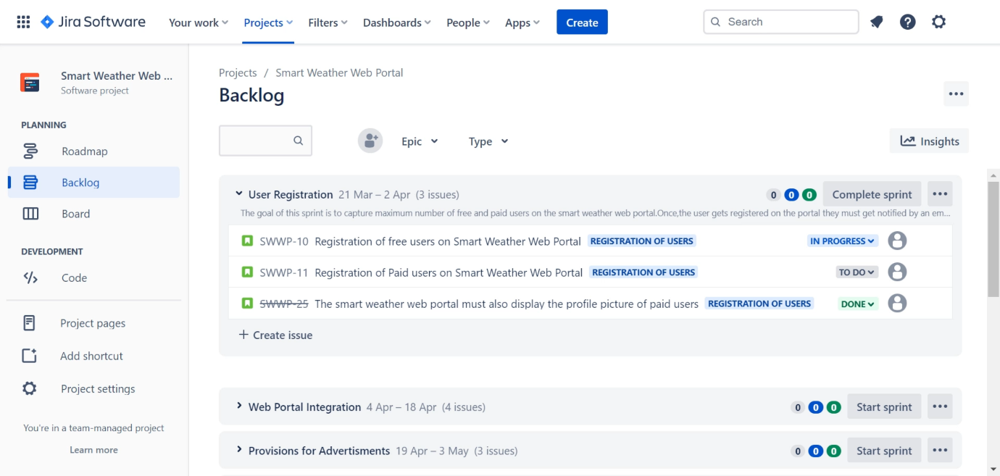 Jira Software Your work Projects Filters Dashboards People Apps Create Search
Smart Weather Web ...
Software project
PLANNING
Roadmap
Backlog
Board
DEVELOPMENT
Code
Project pages
Add shortcut
Project settings
You're in a team-managed project
Learn more
Projects / Smart Weather Web Portal
Backlog
Epic Type Insights
User Registration 21 Mar – 2 Apr (3 issues) 0 0 0 Complete sprint
The goal of this sprint is to capture maximum number of free and paid users on the smart weather web portal.Once,the user gets registered on the portal they must get notified by an em...
SWWP-10 Registration of free users on Smart Weather Web Portal REGISTRATION OF USERS IN PROGRESS
SWWP-11 Registration of Paid users on Smart Weather Web Portal REGISTRATION OF USERS TO DO
SWWP-25 The smart weather web portal must also display the profile picture of paid users REGISTRATION OF USERS DONE
+ Create issue
Web Portal Integration 4 Apr – 18 Apr (4 issues) 0 0 0 Start sprint
Provisions for Advertisments 19 Apr – 3 May (3 issues) 0 0 0 Start sprint